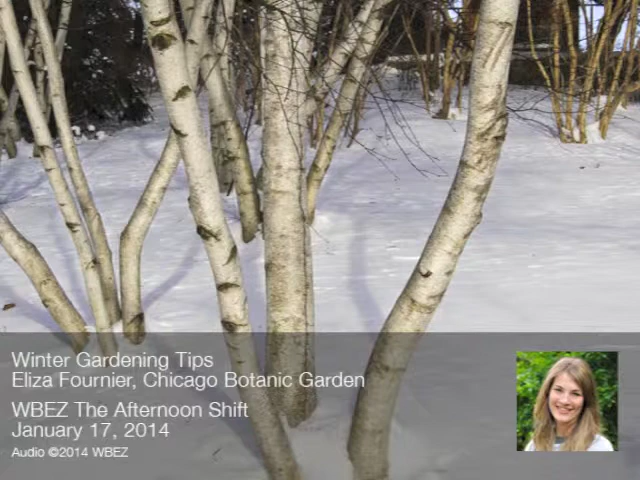 Winter Gardening Tips
Eliza Fournier, Chicago Botanic Garden
WBEZ The Afternoon Shift
January 17, 2014
Audio ©2014 WBEZ